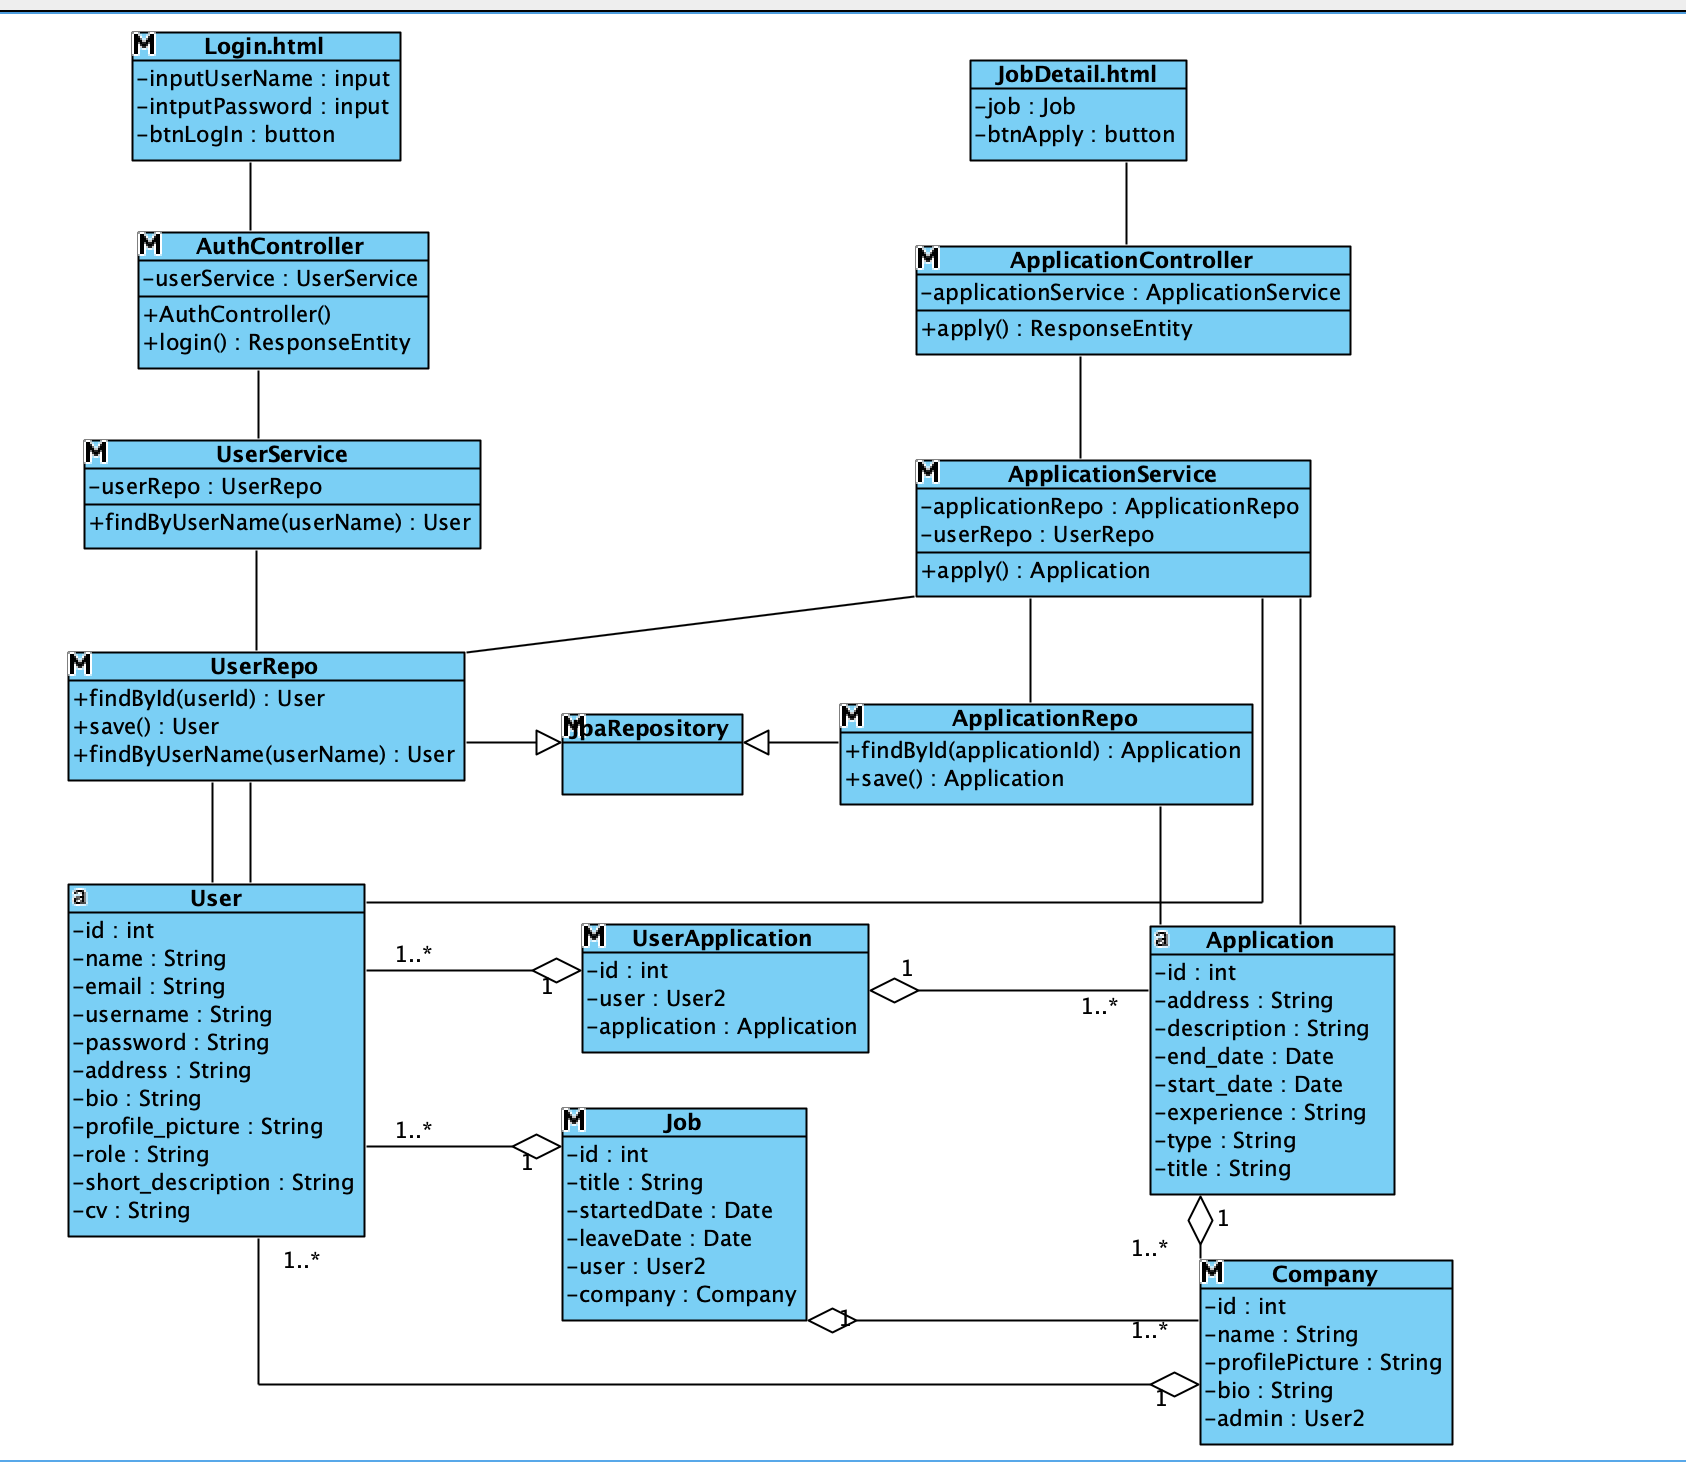 M Login.html
-inputUserName : input
-intputPassword : input
-btnLogIn : button
JobDetail.html
-job : Job
-btnApply : button
M AuthController
-userService : UserService
+AuthController()
+login() : ResponseEntity
M ApplicationController
-applicationService : ApplicationService
+apply() : ResponseEntity
M UserService
-userRepo : UserRepo
+findByUserName(userName) : User
M ApplicationService
-applicationRepo : ApplicationRepo
-userRepo : UserRepo
+apply() : Application
M UserRepo
+findById(userId) : User
+save() : User
+findByUserName(userName) : User
M JpaRepository
M ApplicationRepo
+findById(applicationId) : Application
+save() : Application
a User
-id : int
-name : String
-email : String
-username : String
-password : String
-address : String
-bio : String
-profile_picture : String
-role : String
-short_description : String
-cv : String
1..*
1
M UserApplication
-id : int
-user : User2
-application : Application
1
1..*
a Application
-id : int
-address : String
-description : String
-end_date : Date
-start_date : Date
-experience : String
-type : String
-title : String
1..*
1
M Job
-id : int
-title : String
-startedDate : Date
-leaveDate : Date
-user : User2
-company : Company
1
1..*
1
1..*
1..*
1
M Company
-id : int
-name : String
-profilePicture : String
-bio : String
-admin : User2